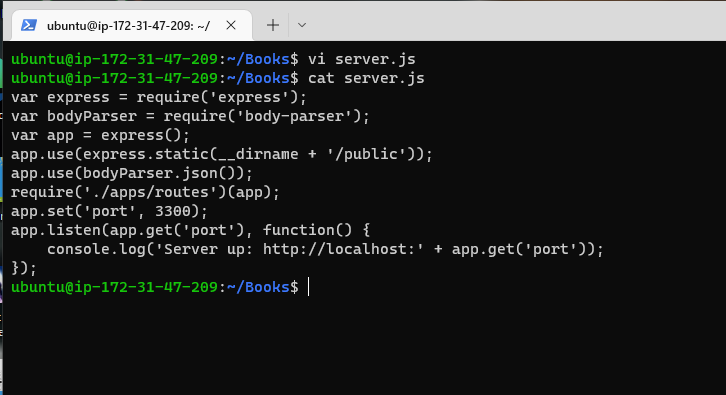 ubuntu@ip-172-31-47-209: ~/
ubuntu@ip-172-31-47-209:~/Books$ vi server.js
ubuntu@ip-172-31-47-209:~/Books$ cat server.js
var express = require('express');
var bodyParser = require('body-parser');
var app = express();
app.use(express.static(__dirname + '/public'));
app.use(bodyParser.json());
require('./apps/routes')(app);
app.set('port', 3300);
app.listen(app.get('port'), function() {
    console.log('Server up: http://localhost:' + app.get('port'));
});
ubuntu@ip-172-31-47-209:~/Books$